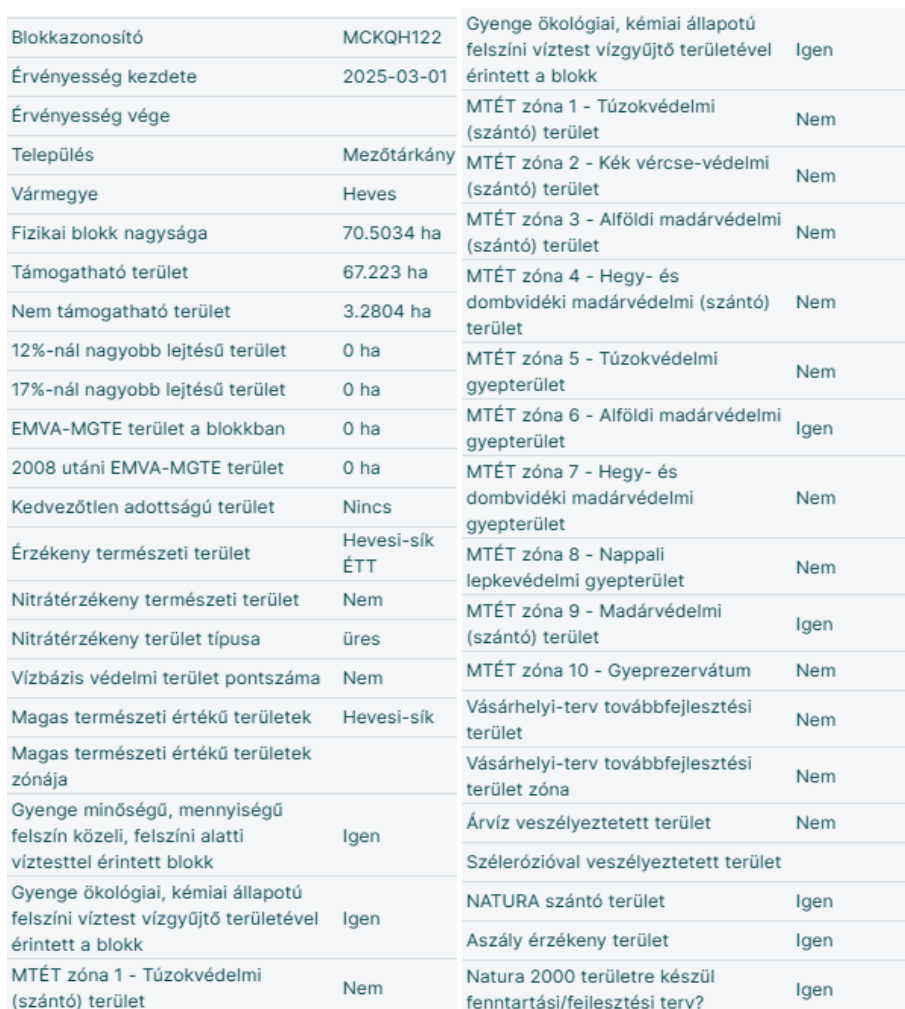 Blokkazonosító MCKQH122
Érvényesség kezdete 2025-03-01
Érvényesség vége
Település Mezőtárkány
Vármegye Heves
Fizikai blokk nagysága 70.5034 ha
Támogatható terület 67.223 ha
Nem támogatható terület 3.2804 ha
12%-nál nagyobb lejtésű terület 0 ha
17%-nál nagyobb lejtésű terület 0 ha
EMVA-MGTE terület a blokkban 0 ha
2008 utáni EMVA-MGTE terület 0 ha
Kedvezőtlen adottságú terület Nincs
Érzékeny természeti terület Hevesi-sík
ÉTT
Nitrátérzékeny természeti terület Nem
Nitrátérzékeny terület típusa üres
Vízbázis védelmi terület pontszáma Nem
Magas természeti értékű területek Hevesi-sík
Magas természeti értékű területek
zónája
Gyenge minőségű, mennyiségű
felszín közeli, felszíni alatti Igen
víztesttel érintett blokk
Gyenge ökológiai, kémiai állapotú
felszíni víztest vízgyűjtő területével Igen
érintett a blokk
MTÉT zóna 1 - Túzokvédelmi
(szántó) terület Nem
Gyenge ökológiai, kémiai állapotú
felszíni víztest vízgyűjtő területével Igen
érintett a blokk
MTÉT zóna 1 - Túzokvédelmi
(szántó) terület Nem
MTÉT zóna 2 - Kék vércse-védelmi
(szántó) terület Nem
MTÉT zóna 3 - Alföldi madárvédelmi
(szántó) terület Nem
MTÉT zóna 4 - Hegy- és
dombvidéki madárvédelmi (szántó) Nem
terület
MTÉT zóna 5 - Túzokvédelmi
gyepterület Nem
MTÉT zóna 6 - Alföldi madárvédelmi
gyepterület Igen
MTÉT zóna 7 - Hegy- és
dombvidéki madárvédelmi Nem
gyepterület
MTÉT zóna 8 - Nappali
lepkevédelmi gyepterület Nem
MTÉT zóna 9 - Madárvédelmi
(szántó) terület Igen
MTÉT zóna 10 - Gyeprezervátum Nem
Vásárhelyi-terv továbbfejlesztési
terület Nem
Vásárhelyi-terv továbbfejlesztési
terület zóna Nem
Árvíz veszélyeztetett terület Nem
Szélerózióval veszélyeztetett terület
NATURA szántó terület Igen
Aszály érzékeny terület Igen
Natura 2000 területre készül
fenntartási/fejlesztési terv? Igen